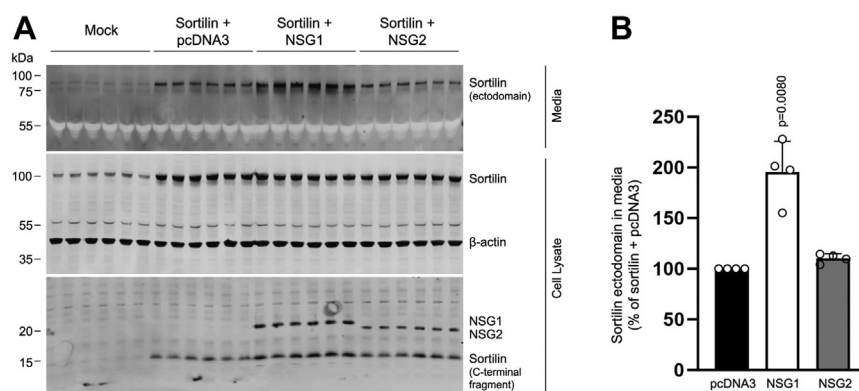 A
Mock
Sortilin +
pcDNA3
Sortilin +
NSG1
Sortilin +
NSG2
kDa
100
75
55
Sortilin
(ectodomain)
Media
100
55
35
Sortilin
β-actin
Cell Lysate
20
15
NSG1
NSG2
Sortilin
(C-terminal
fragment)
B
p=0.0080
Sortilin ectodomain in media
(% of sortilin + pcDNA3)
250
200
150
100
50
0
pcDNA3 NSG1 NSG2